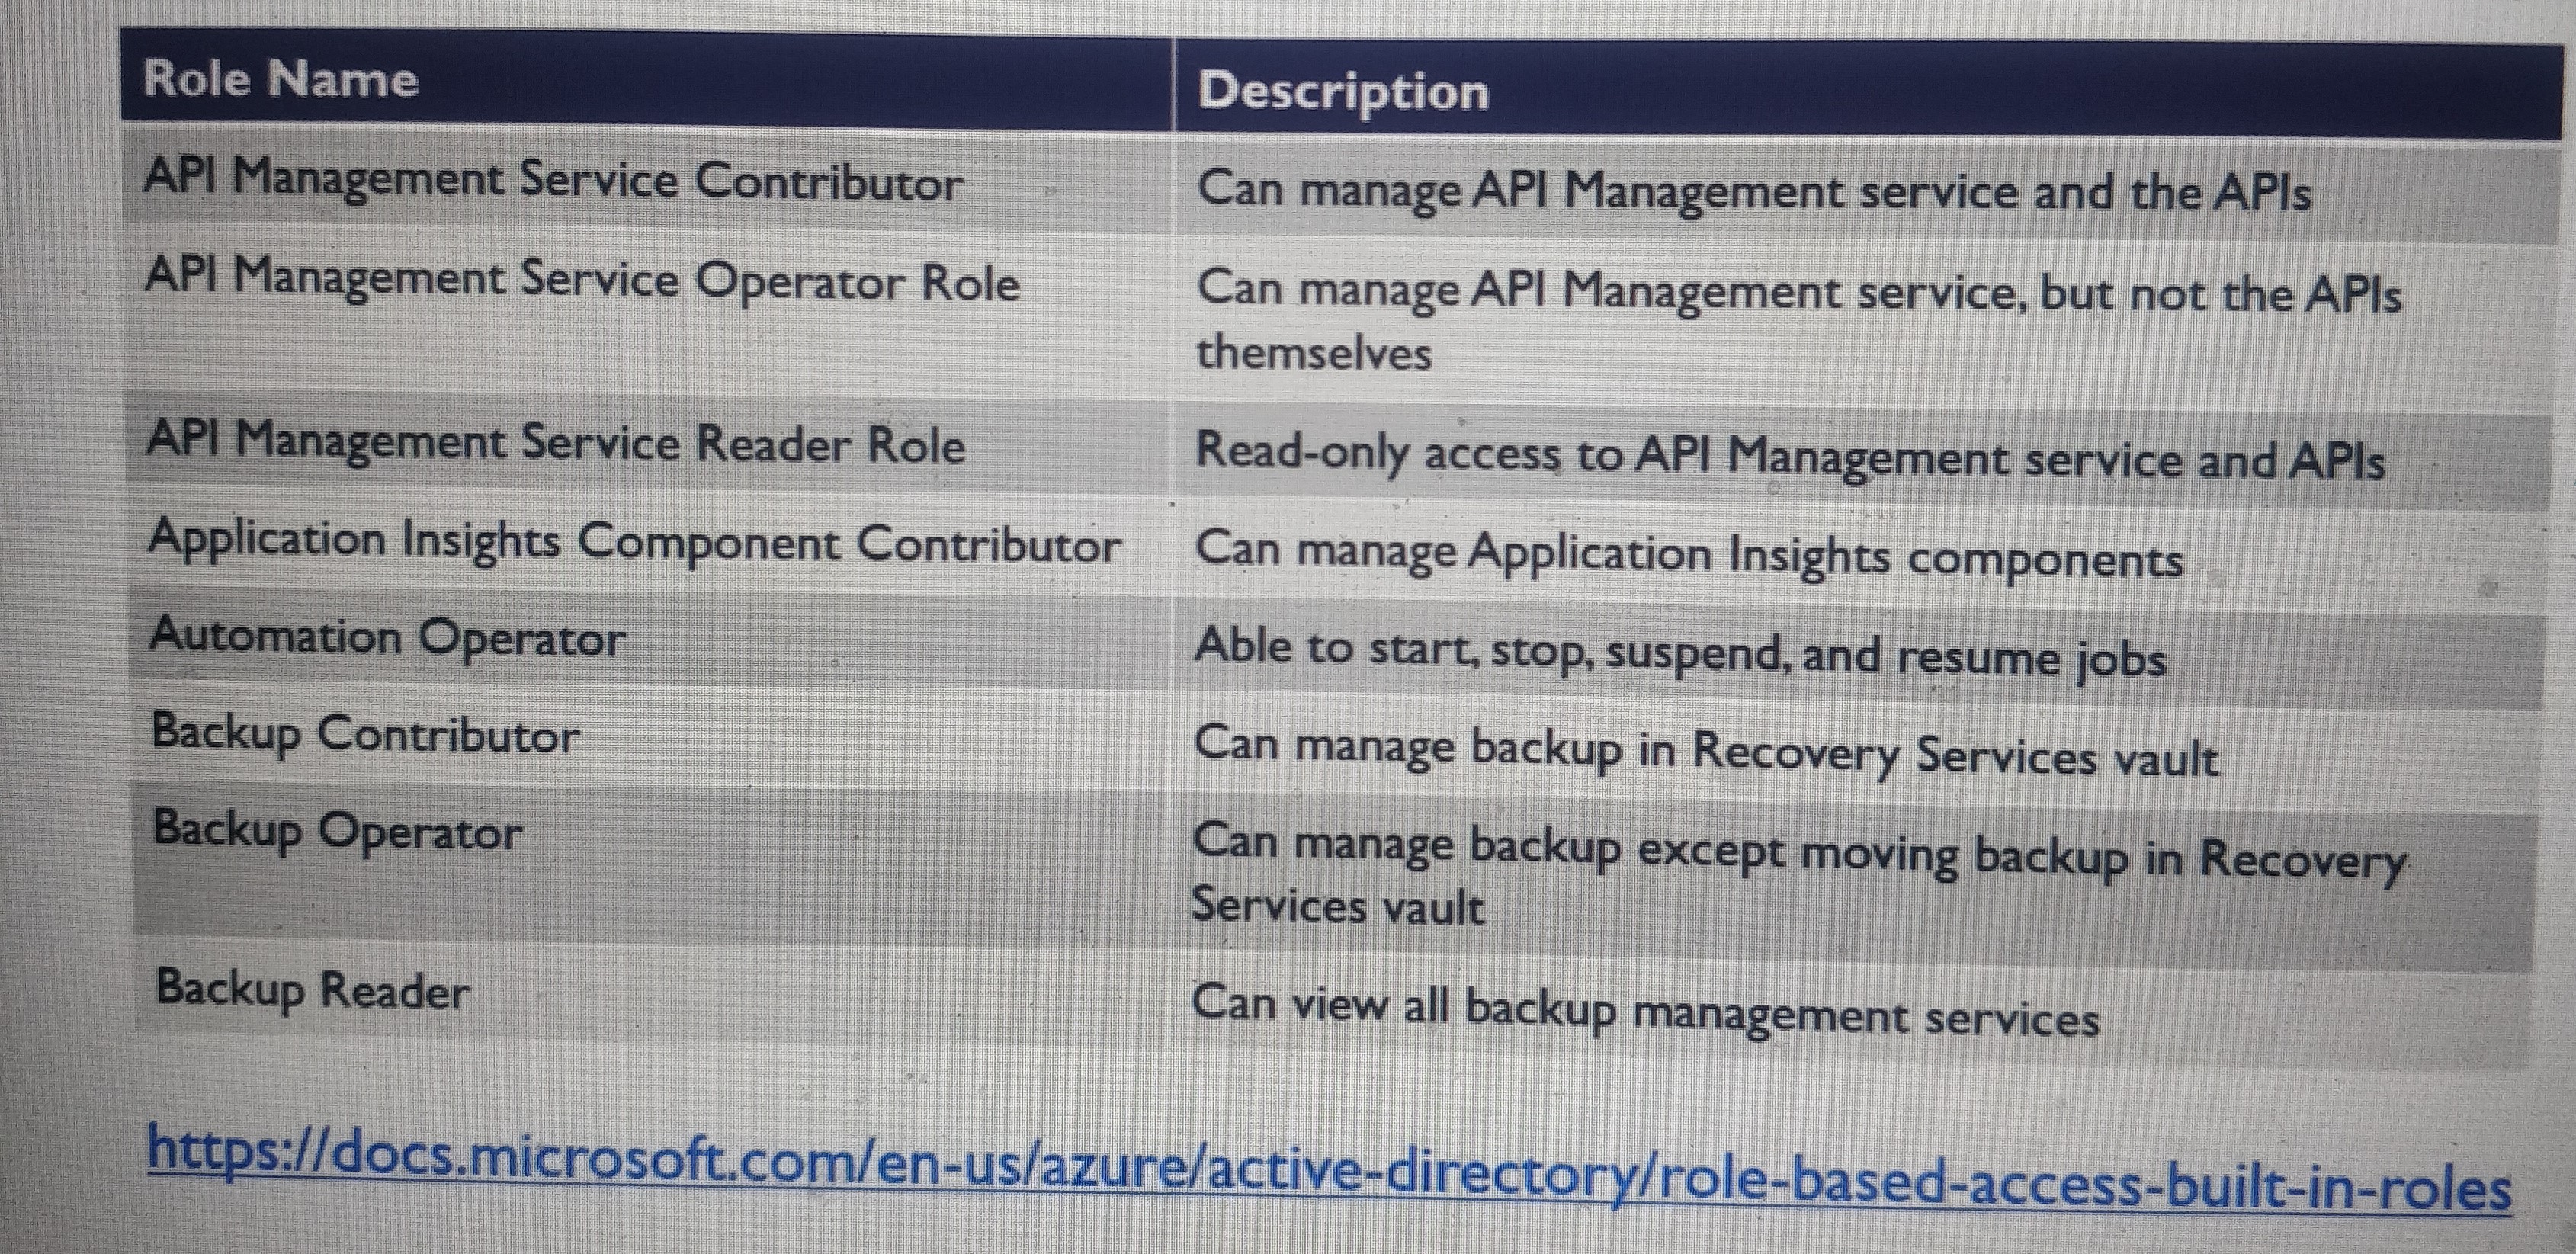 Role Name Description
API Management Service Contributor Can manage API Management service and the APIs
API Management Service Operator Role Can manage API Management service, but not the APIs
themselves
API Management Service Reader Role Read-only access to API Management service and APIs
Application Insights Component Contributor Can manage Application Insights components
Automation Operator Able to start, stop, suspend, and resume jobs
Backup Contributor Can manage backup in Recovery Services vault
Backup Operator Can manage backup except moving backup in Recovery
Services vault
Backup Reader Can view all backup management services
https://docs.microsoft.com/en-us/azure/active-directory/role-based-access-built-in-roles